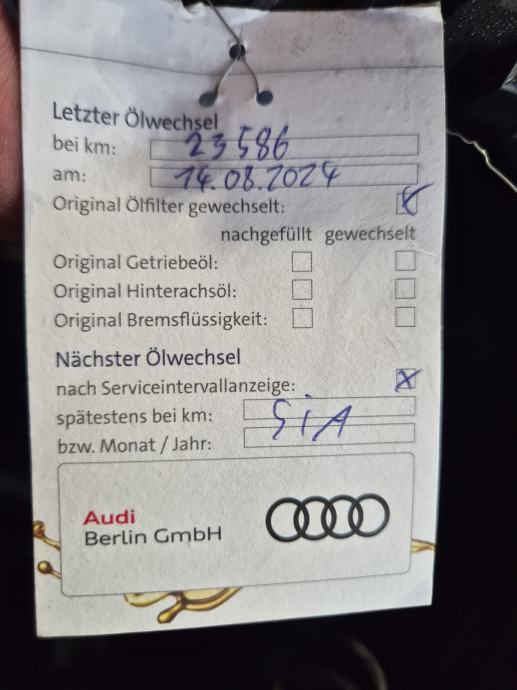 Letzter Ölwechsel
bei km: 23586
am: 14.08.2024
Original Ölfilter gewechselt:
nachgefüllt gewechselt
Original Getriebeöl:
Original Hinterachsöl:
Original Bremsflüssigkeit:
Nächster Ölwechsel
nach Serviceintervallanzeige:
spätestens bei km: SIA
bzw. Monat / Jahr:
Audi
Berlin GmbH